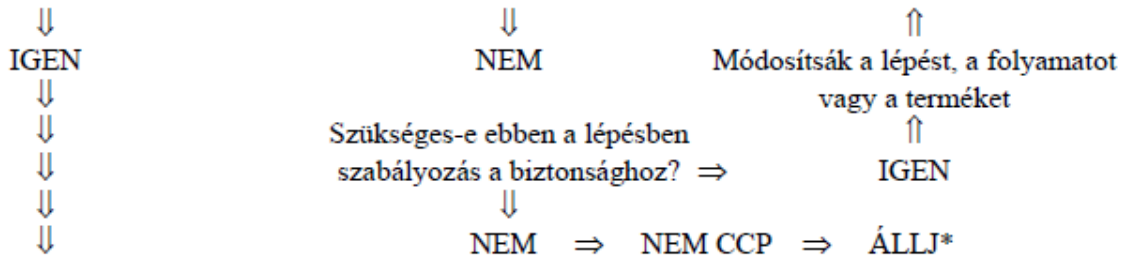 ⇓ ⇓ ⇑
IGEN NEM Módosítsák a lépést, a folyamatot
⇓ vagy a terméket
⇓ Szükséges-e ebben a lépésben ⇑
⇓ szabályozás a biztonsághoz? ⇒ IGEN
⇓ ⇓
⇓ NEM ⇒ NEM CCP ⇒ ÁLLJ*